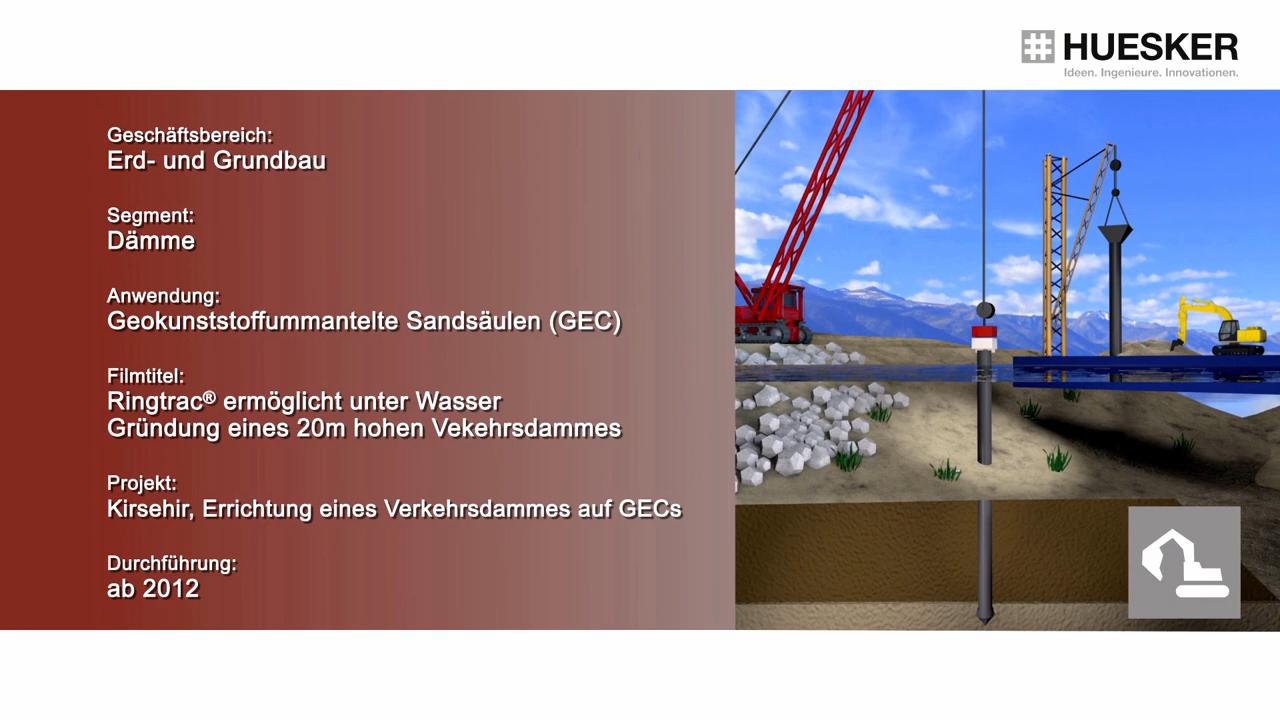 HUESKER
Ideen. Ingenieure. Innovationen.
Geschäftsbereich:
Erd- und Grundbau
Segment:
Dämme
Anwendung:
Geokunststoffummantelte Sandsäulen (GEC)
Filmtitel:
Ringtrac® ermöglicht unter Wasser
Gründung eines 20m hohen Vekehrsdammes
Projekt:
Kirsehir, Errichtung eines Verkehrsdammes auf GECs
Durchführung:
ab 2012